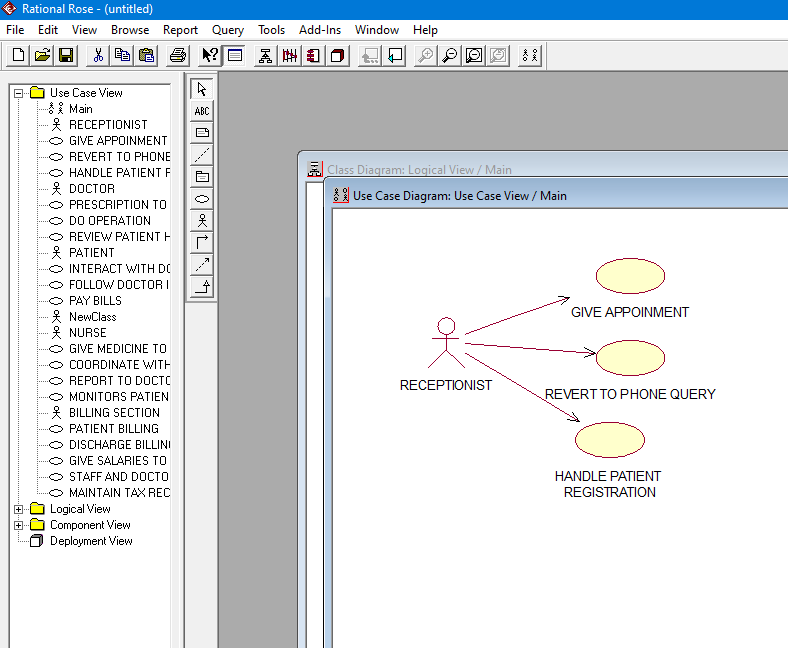 Rational Rose - (untitled)
File Edit View Browse Report Query Tools Add-Ins Window Help
Use Case View
Main
RECEPTIONIST
GIVE APPOINTMENT
REVERT TO PHONE
HANDLE PATIENT F
DOCTOR
PRESCRIPTION TO
DO OPERATION
REVIEW PATIENT H
PATIENT
INTERACT WITH DO
FOLLOW DOCTOR I
PAY BILLS
NewClass
NURSE
GIVE MEDICINE TO
COORDINATE WITH
REPORT TO DOCTO
MONITORS PATIEN
BILLING SECTION
PATIENT BILLING
DISCHARGE BILLIN
GIVE SALARIES TO
STAFF AND DOCTO
MAINTAIN TAX REC
Logical View
Component View
Deployment View
ABC
Class Diagram: Logical View / Main
Use Case Diagram: Use Case View / Main
GIVE APPOINMENT
RECEPTIONIST
REVERT TO PHONE QUERY
HANDLE PATIENT
REGISTRATION